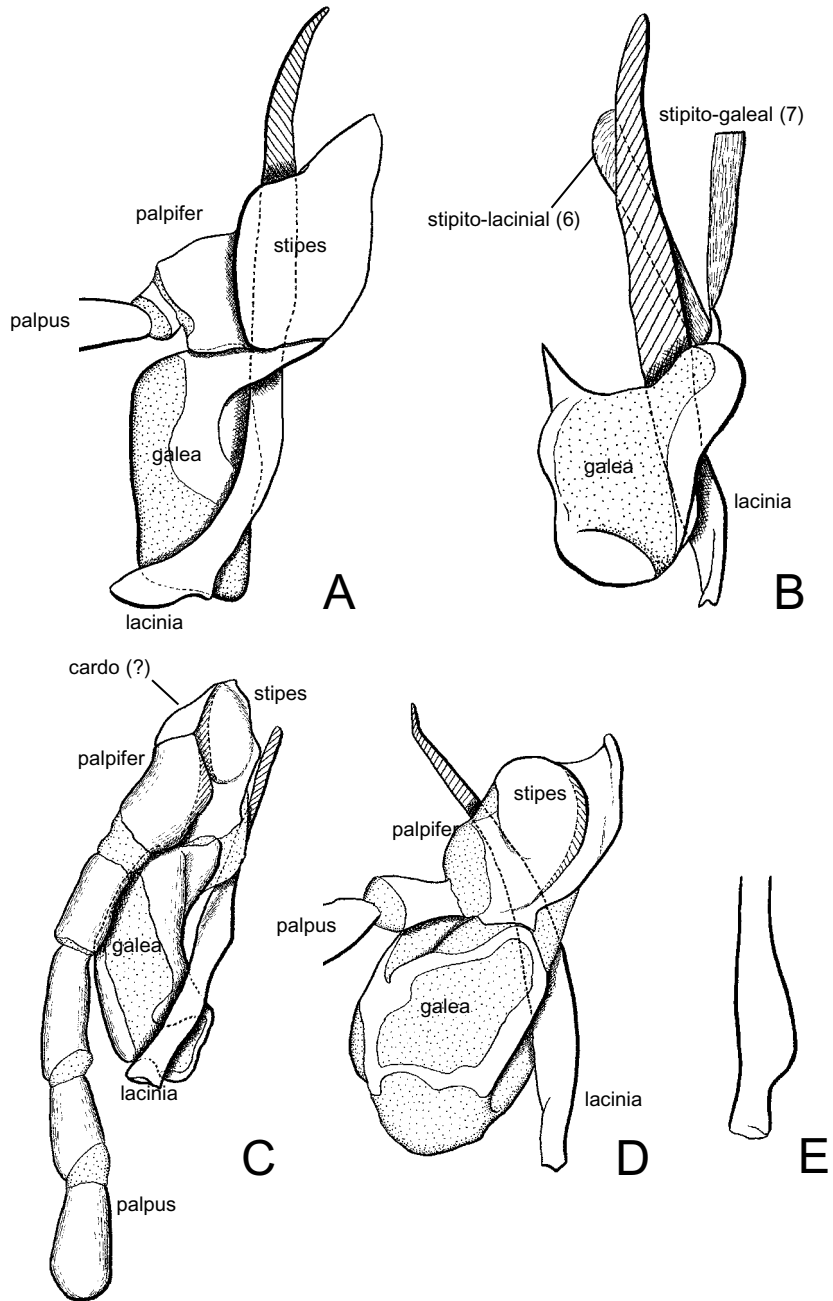 stipito-galeal (7)
palpifer
stipito-lacinial (6)
stipes
palpus
galea
galea
lacinia
A
B
lacinia
cardo (?)
stipes
palpifer
stipes
palpifer
palpus
galea
galea
lacinia
lacinia
C
D
E
palpus